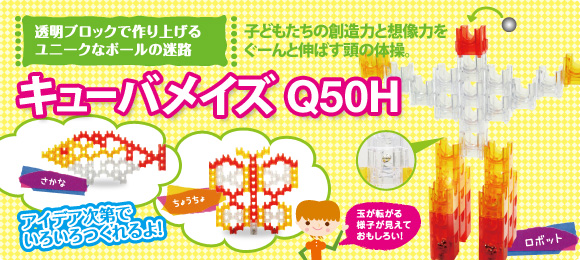 透明ブロックで作り上げる
ユニークなボールの迷路
子どもたちの創造力と想像力を
ぐーんと伸ばす頭の体操。
キューバメイズ Q50H
さかな
ちょうちょ
アイデア次第で
いろいろつくれるよ!
玉が転がる
様子が見えて
おもしろい!
ロボット